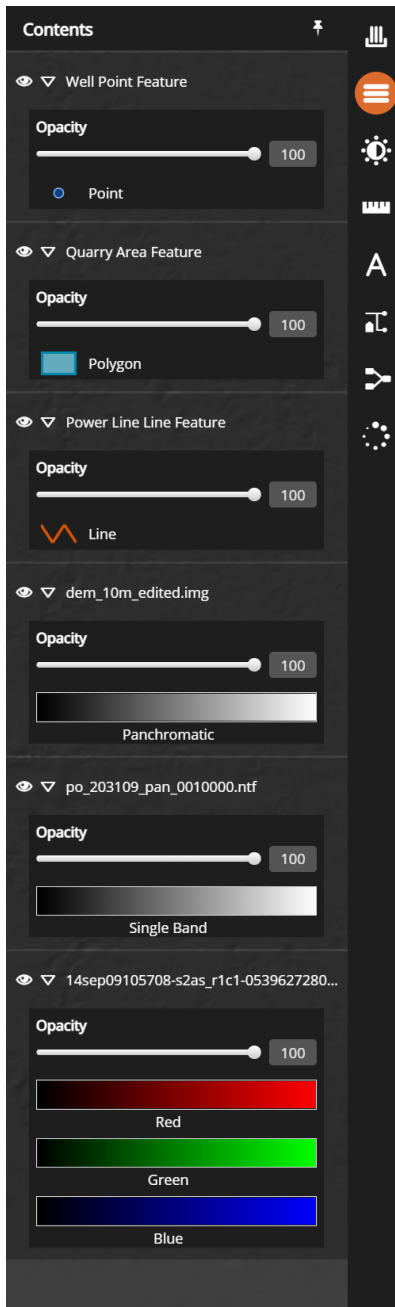 Contents
Well Point Feature
Opacity
100
Point
Quarry Area Feature
Opacity
100
Polygon
Power Line Line Feature
Opacity
100
Line
dem_10m_edited.img
Opacity
100
Panchromatic
po_203109_pan_0010000.ntf
Opacity
100
Single Band
14sep09105708-s2as_r1c1-0539627280...
Opacity
100
Red
Green
Blue
A